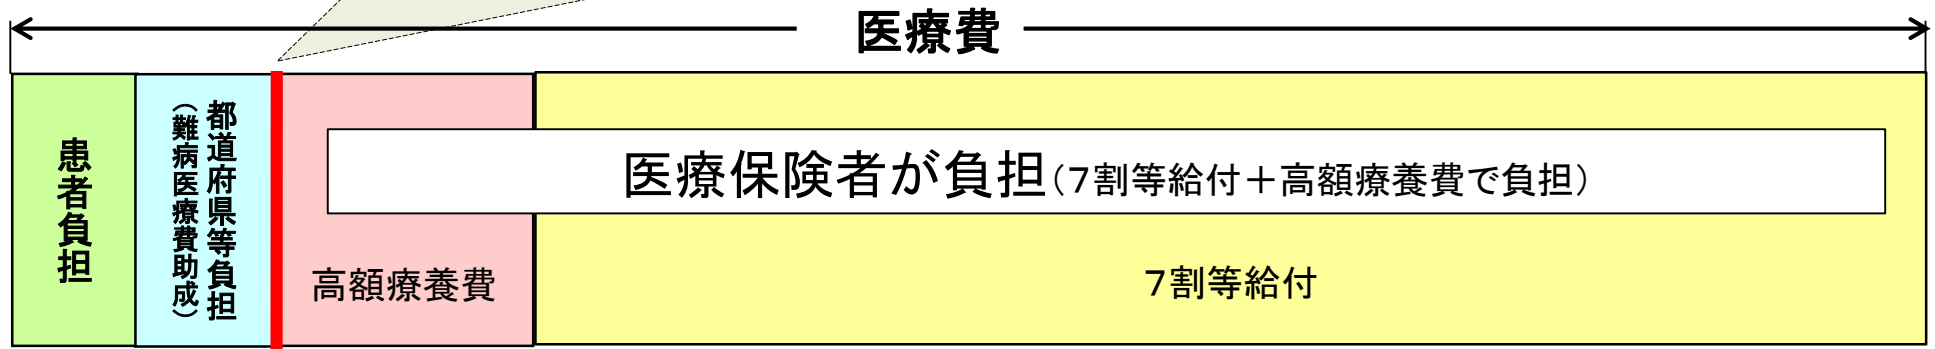 医療費
患者負担
都道府県等負担
（難病医療費助成）
医療保険者が負担（7割等給付＋高額療養費で負担）
高額療養費
7割等給付